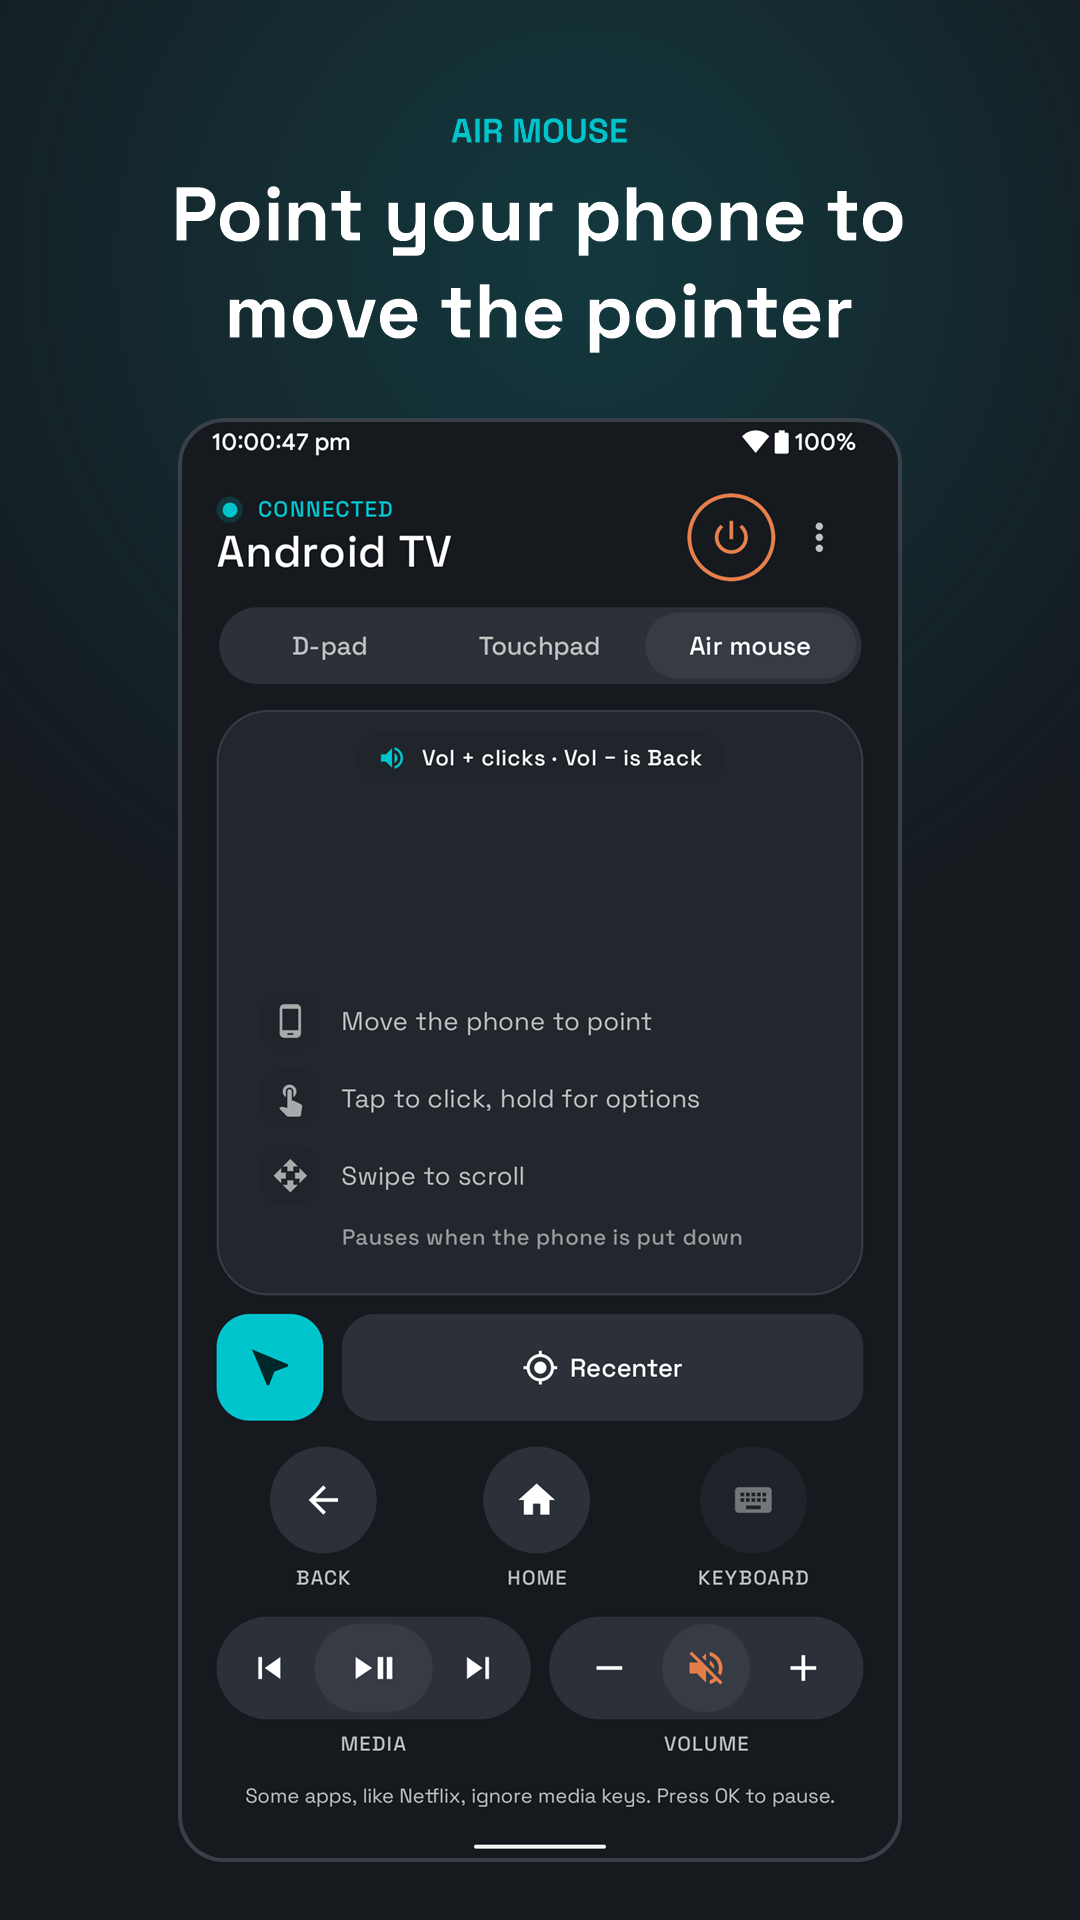 AIR MOUSE
Point your phone to
move the pointer
10:00:47 pm
100%
CONNECTED
Android TV
D-pad
Touchpad
Air mouse
Vol + clicks · Vol − is Back
Move the phone to point
Tap to click, hold for options
Swipe to scroll
Pauses when the phone is put down
Recenter
BACK
HOME
KEYBOARD
MEDIA
VOLUME
Some apps, like Netflix, ignore media keys. Press OK to pause.